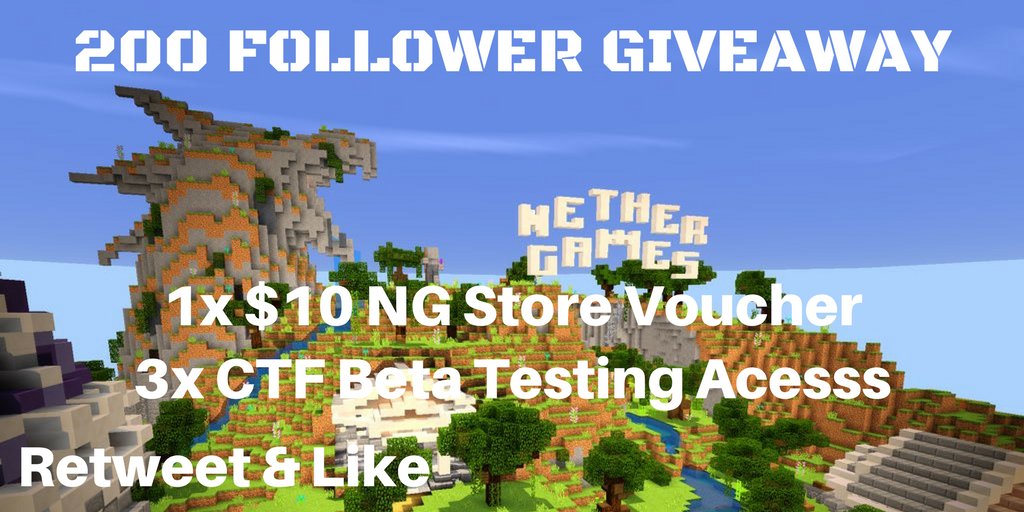 200 FOLLOWER GIVEAWAY
NETHER
GAMES
1x $10 NG Store Voucher
3x CTF Beta Testing Acesss
Retweet & Like